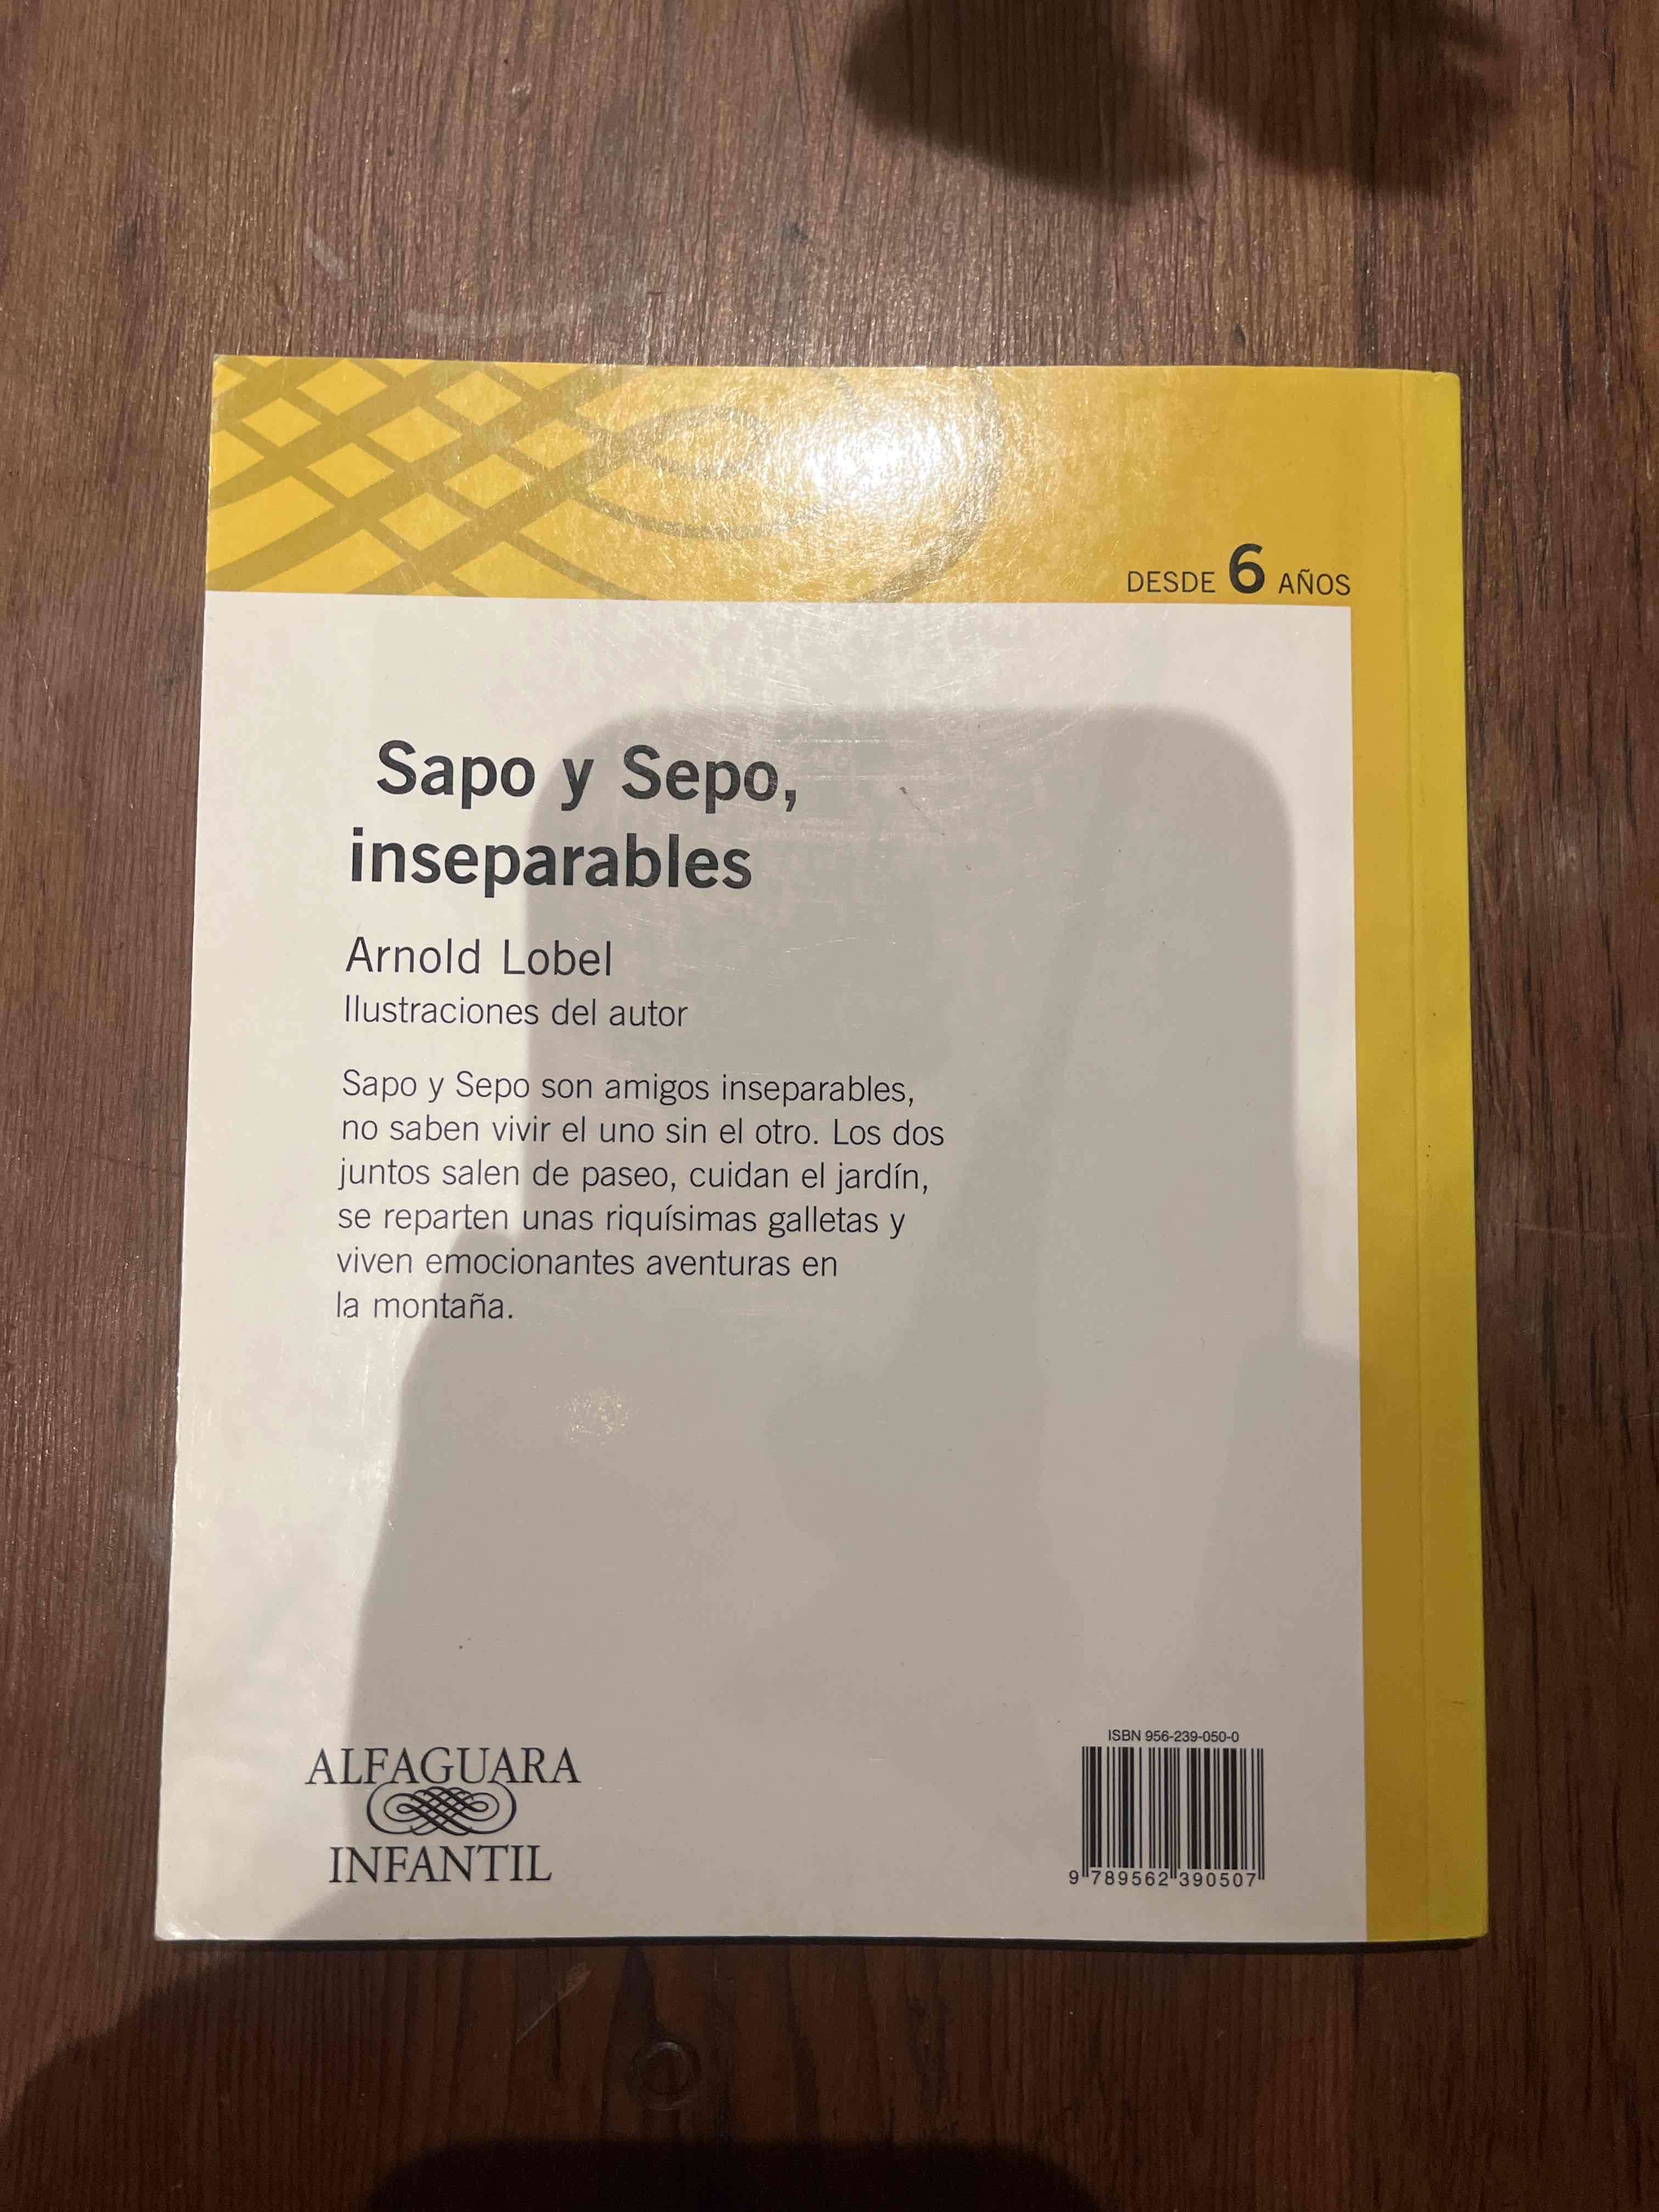 DESDE 6 AÑOS
Sapo y Sepo,
inseparables
Arnold Lobel
Ilustraciones del autor
Sapo y Sepo son amigos inseparables,
no saben vivir el uno sin el otro. Los dos
juntos salen de paseo, cuidan el jardín,
se reparten unas riquísimas galletas y
viven emocionantes aventuras en
la montaña.
ALFAGUARA
INFANTIL
ISBN 956-239-050-0
9 789562 390507